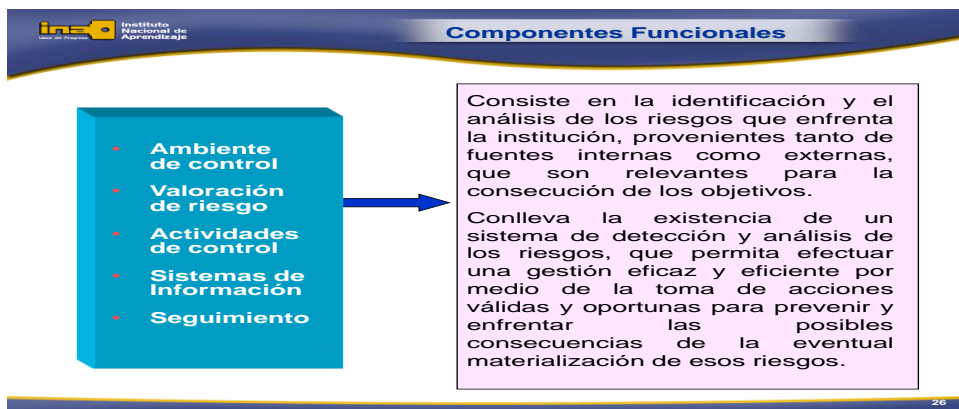 ina
Instituto
Nacional de
Aprendizaje
Componentes Funcionales
• Ambiente
de control
• Valoración
de riesgo
• Actividades
de control
• Sistemas de
Información
• Seguimiento
Consiste en la identificación y el
análisis de los riesgos que enfrenta
la institución, provenientes tanto de
fuentes internas como externas,
que son relevantes para la
consecución de los objetivos.
Conlleva la existencia de un
sistema de detección y análisis de
los riesgos, que permita efectuar
una gestión eficaz y eficiente por
medio de la toma de acciones
válidas y oportunas para prevenir y
enfrentar las posibles
consecuencias de la eventual
materialización de esos riesgos.
26